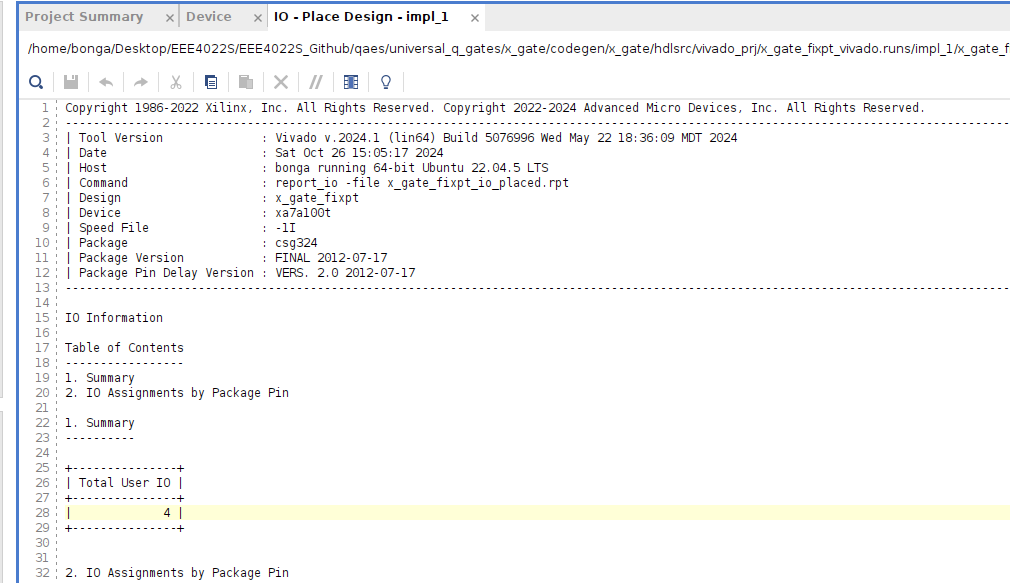 Project Summary × Device × IO - Place Design - impl_1 ×
/home/bonga/Desktop/EEE4022S/EEE4022S_Github/qaes/universal_q_gates/x_gate/codegen/x_gate/hdlsrc/vivado_prj/x_gate_fixpt_vivado.runs/impl_1/x_gate_f
1 Copyright 1986-2022 Xilinx, Inc. All Rights Reserved. Copyright 2022-2024 Advanced Micro Devices, Inc. All Rights Reserved.
2 ---------------------------------------------------------------------------------------------------------------------------------------
3 | Tool Version : Vivado v.2024.1 (lin64) Build 5076996 Wed May 22 18:36:09 MDT 2024
4 | Date : Sat Oct 26 15:05:17 2024
5 | Host : bonga running 64-bit Ubuntu 22.04.5 LTS
6 | Command : report_io -file x_gate_fixpt_io_placed.rpt
7 | Design : x_gate_fixpt
8 | Device : xa7a100t
9 | Speed File : -1I
10 | Package : csg324
11 | Package Version : FINAL 2012-07-17
12 | Package Pin Delay Version : VERS. 2.0 2012-07-17
13 ---------------------------------------------------------------------------------------------------------------------------------------
14
15 IO Information
16
17 Table of Contents
18 -----------------
19 1. Summary
20 2. IO Assignments by Package Pin
21
22 1. Summary
23 ----------
24
25 +---------------+
26 | Total User IO |
27 +---------------+
28 |             4 |
29 +---------------+
30
31
32 2. IO Assignments by Package Pin